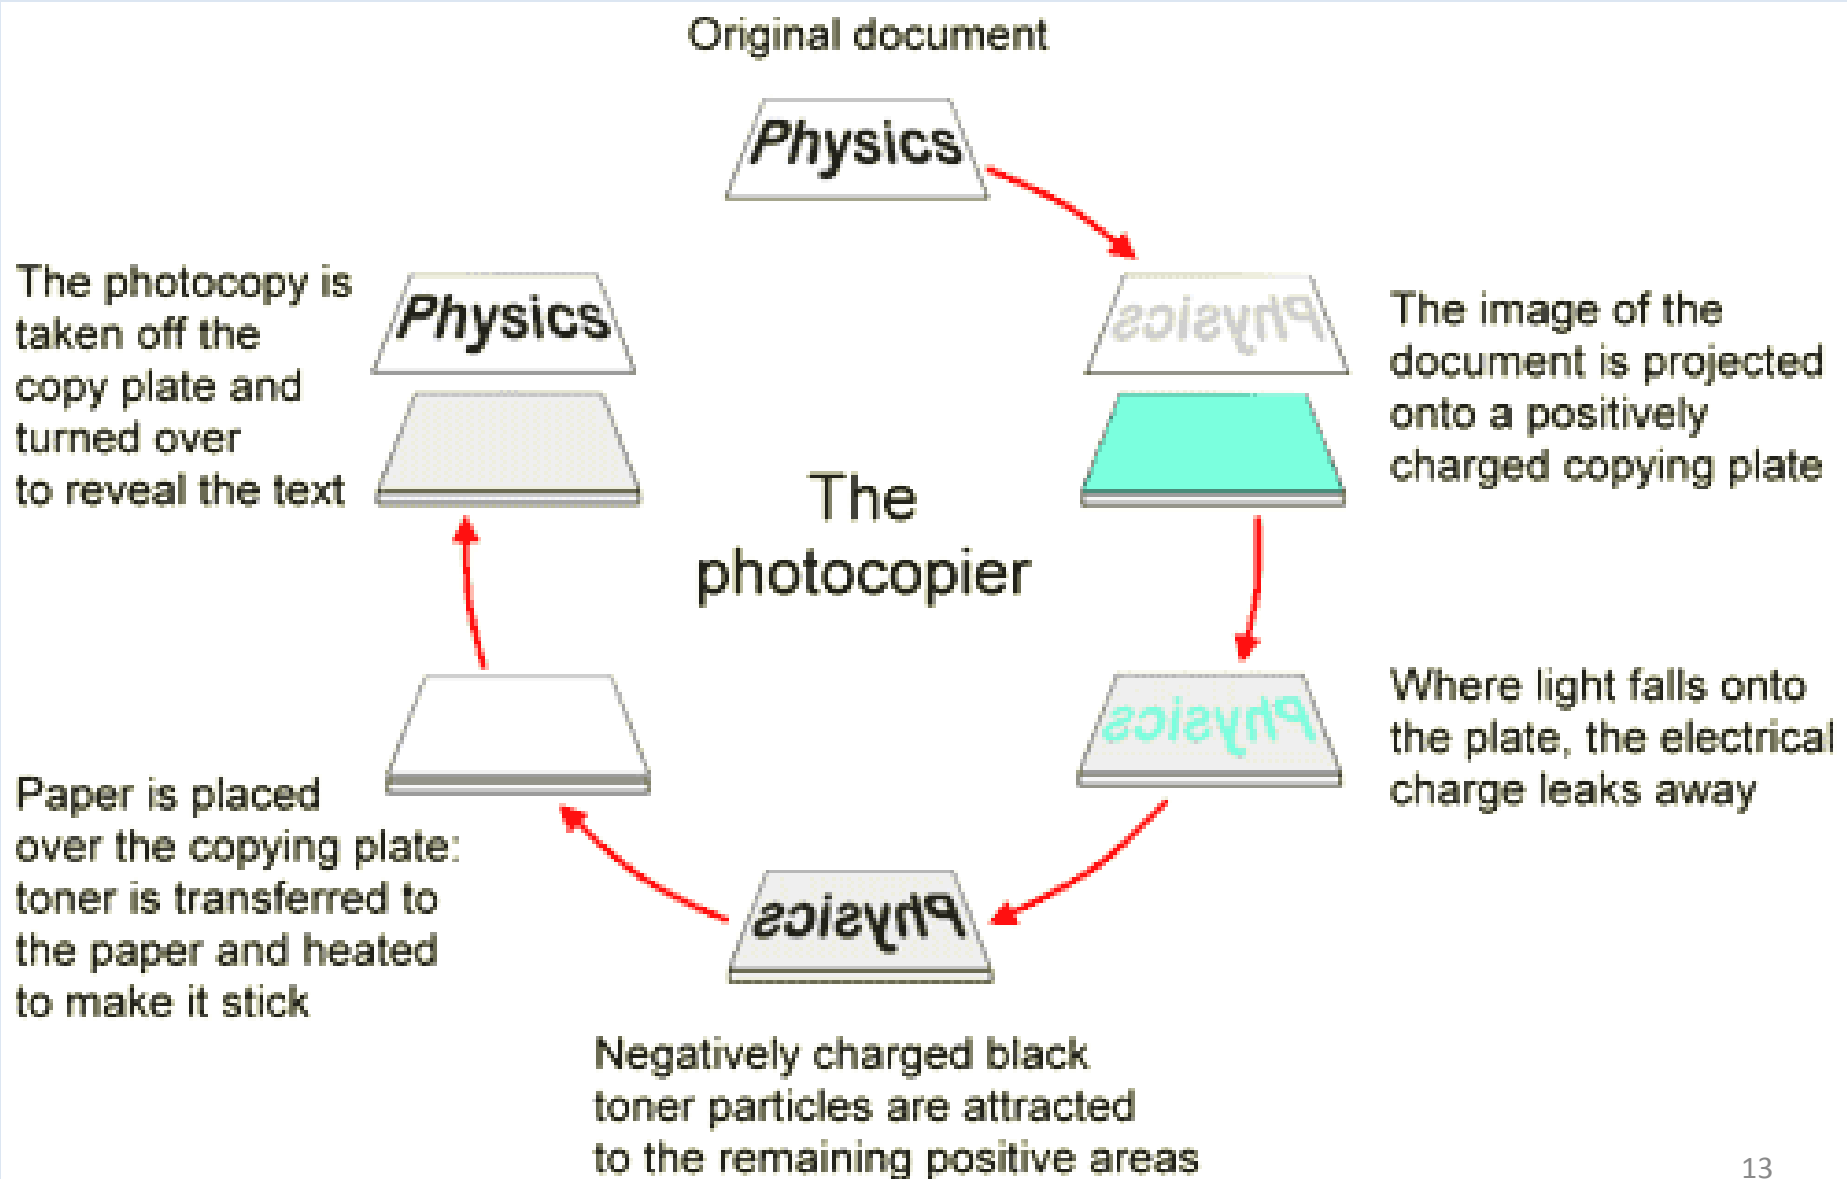 Original document
Physics
Physics
The image of the
document is projected
onto a positively
charged copying plate
Physics
Where light falls onto
the plate, the electrical
charge leaks away
Physics
Negatively charged black
toner particles are attracted
to the remaining positive areas
Paper is placed
over the copying plate:
toner is transferred to
the paper and heated
to make it stick
Physics
The photocopy is
taken off the
copy plate and
turned over
to reveal the text
The
photocopier
13